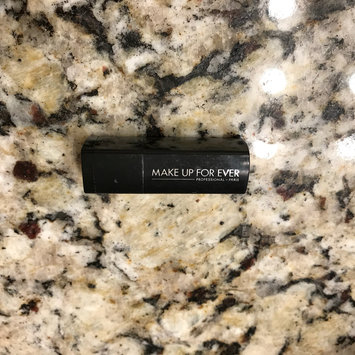 MAKE UP FOR EVER
PROFESSIONAL - PARIS